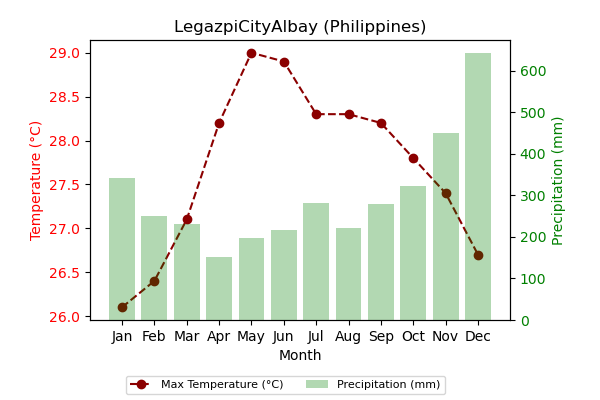 LegazpiCityAlbay (Philippines)
29.0
28.5
28.0
27.5
27.0
26.5
26.0
Temperature (°C)
600
500
400
300
200
100
0
Precipitation (mm)
Jan Feb Mar Apr May Jun Jul Aug Sep Oct Nov Dec
Month
Max Temperature (°C) Precipitation (mm)